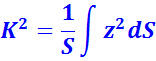 K² = 1/S ∫ z² dS